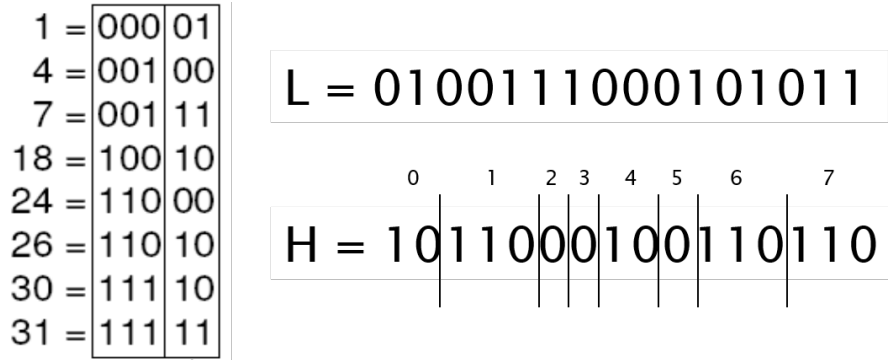 1 = 000 01
4 = 001 00
7 = 001 11
18 = 100 10
24 = 110 00
26 = 110 10
30 = 111 10
31 = 111 11
L = 0100111000101011
0 1 2 3 4 5 6 7
H = 1011000100110110